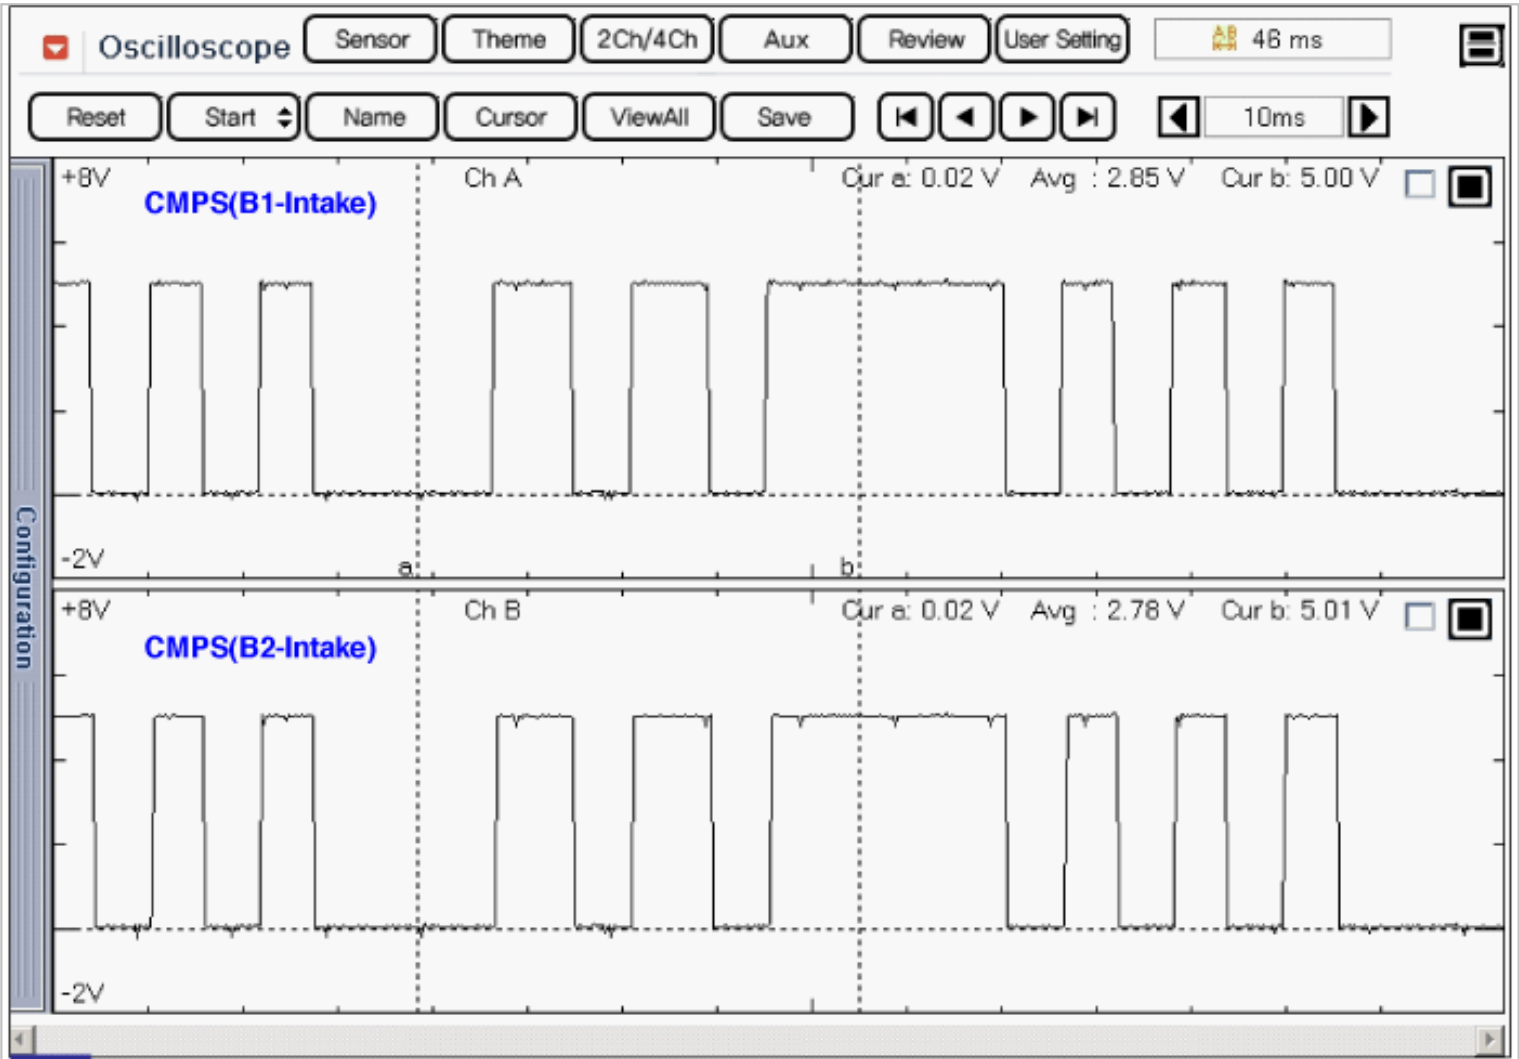 Oscilloscope Sensor Theme 2Ch/4Ch Aux Review User Setting AB 46 ms
Reset Start Name Cursor ViewAll Save 10ms
Configuration
+8V Ch A Cur a: 0.02 V Avg : 2.85 V Cur b: 5.00 V
CMPS(B1-Intake)
-2V a b
+8V Ch B Cur a: 0.02 V Avg : 2.78 V Cur b: 5.01 V
CMPS(B2-Intake)
-2V